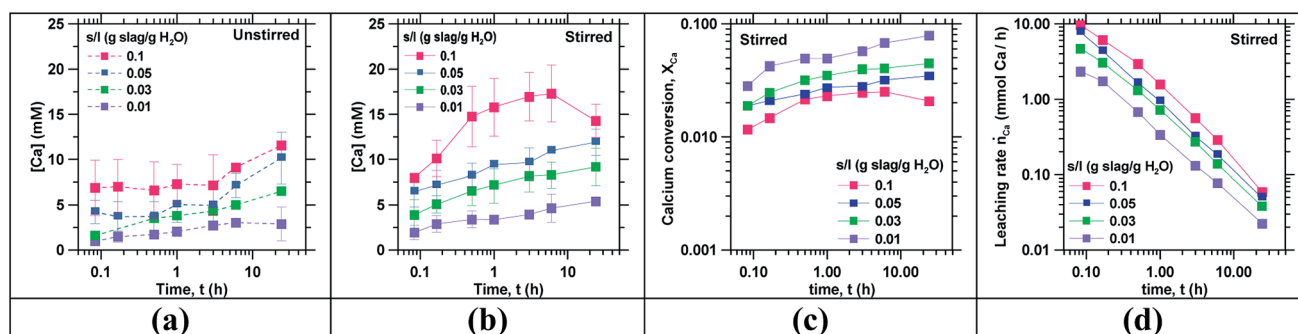 s/l (g slag/g H₂O) Unstirred
0.1
0.05
0.03
0.01
[Ca] (mM)
25
20
15
10
5
0
0.1 1 10
Time, t (h)
(a)
s/l (g slag/g H₂O) Stirred
0.1
0.05
0.03
0.01
[Ca] (mM)
25
20
15
10
5
0
0.1 1 10
Time, t (h)
(b)
Stirred
Calcium conversion, X_Ca
0.100
0.010
0.001
s/l (g slag/g H₂O)
0.1
0.05
0.03
0.01
0.10 1.00 10.00
time, t (h)
(c)
Stirred
Leaching rate ṅ_Ca (mmol Ca / h)
10.00
1.00
0.10
0.01
s/l (g slag/g H₂O)
0.1
0.05
0.03
0.01
0.10 1.00 10.00
time, t (h)
(d)